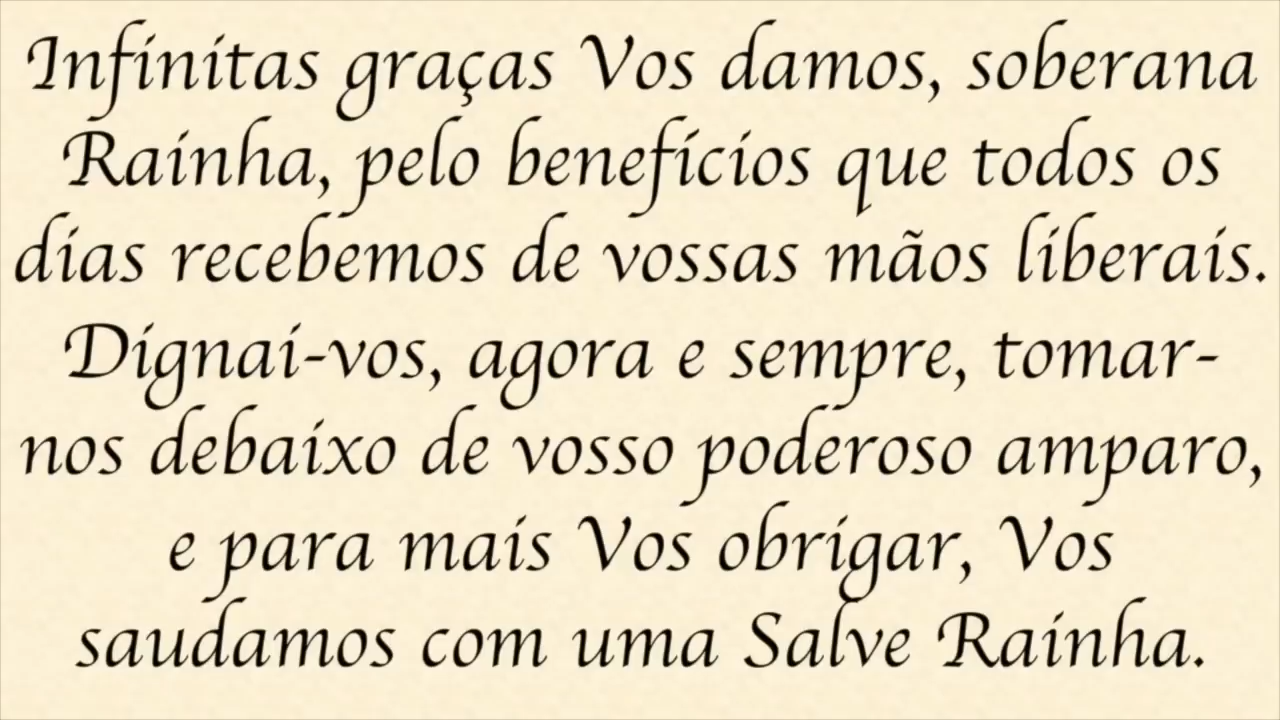 Infinitas graças Vos damos, soberana
Rainha, pelo benefícios que todos os
dias recebemos de vossas mãos liberais.
Dignai-vos, agora e sempre, tomar-
nos debaixo de vosso poderoso amparo,
e para mais Vos obrigar, Vos
saudamos com uma Salve Rainha.